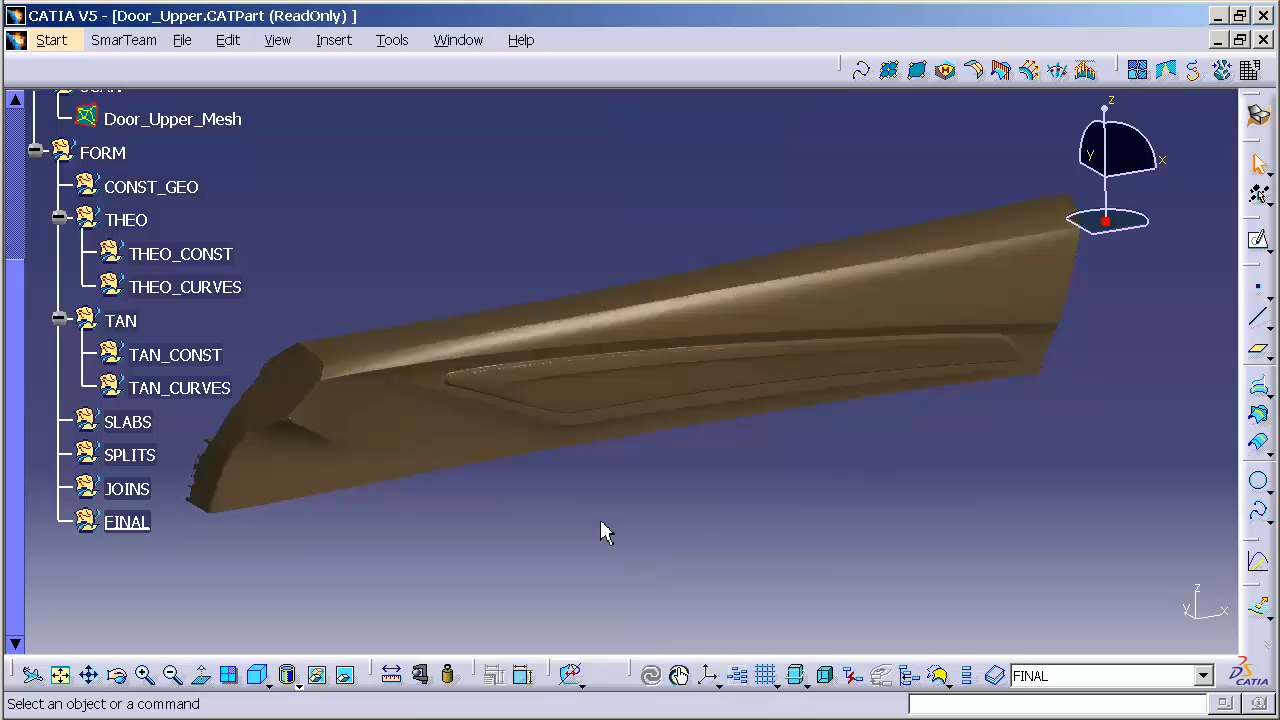 CATIA V5 - [Door_Upper.CATPart (ReadOnly) ]
Start SmarTeam File Edit View Insert Tools Window Help
Door_Upper_Mesh
FORM
CONST_GEO
THEO
THEO_CONST
THEO_CURVES
TAN
TAN_CONST
TAN_CURVES
SLABS
SPLITS
JOINS
FINAL
z
y
x
z
y
x
FINAL
CATIA
Select an object or a command